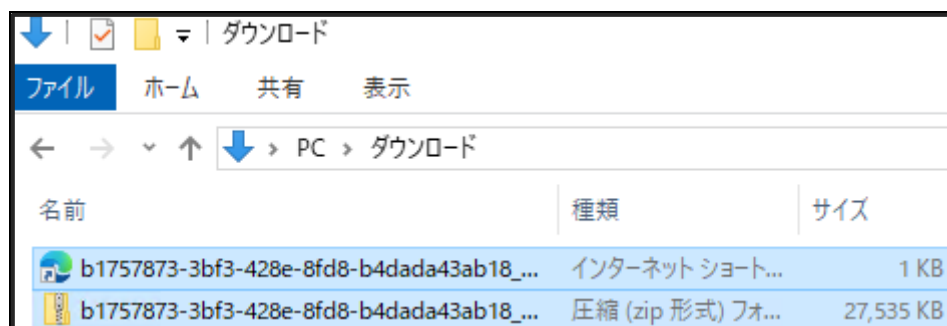 ダウンロード
ファイル ホーム 共有 表示
PC › ダウンロード
名前 種類 サイズ
b1757873-3bf3-428e-8fd8-b4dada43ab18_... インターネット ショート... 1 KB
b1757873-3bf3-428e-8fd8-b4dada43ab18_... 圧縮 (zip 形式) フォ... 27,535 KB